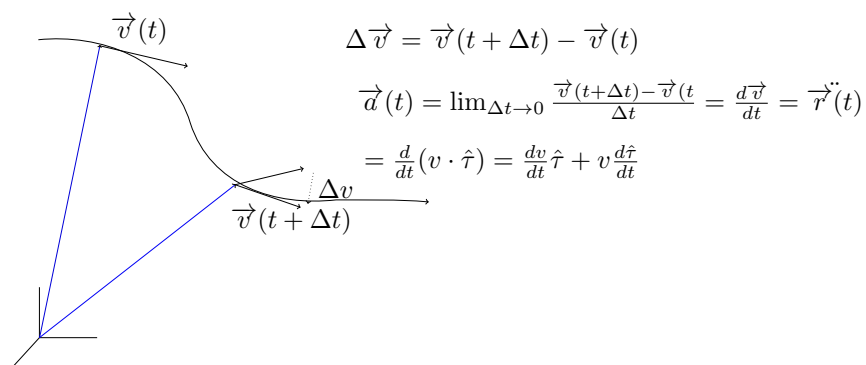 $\overrightarrow{v}(t)$
$\Delta\overrightarrow{v} = \overrightarrow{v}(t + \Delta t) - \overrightarrow{v}(t)$
$\overrightarrow{a}(t) = \lim_{\Delta t \to 0} \frac{\overrightarrow{v}(t+\Delta t)-\overrightarrow{v}(t}{\Delta t} = \frac{d\overrightarrow{v}}{dt} = \ddot{\overrightarrow{r}(t)}$
$= \frac{d}{dt}(v \cdot \hat{\tau}) = \frac{dv}{dt}\hat{\tau} + v\frac{d\hat{\tau}}{dt}$
$\Delta v$
$\overrightarrow{v}(t + \Delta t)$